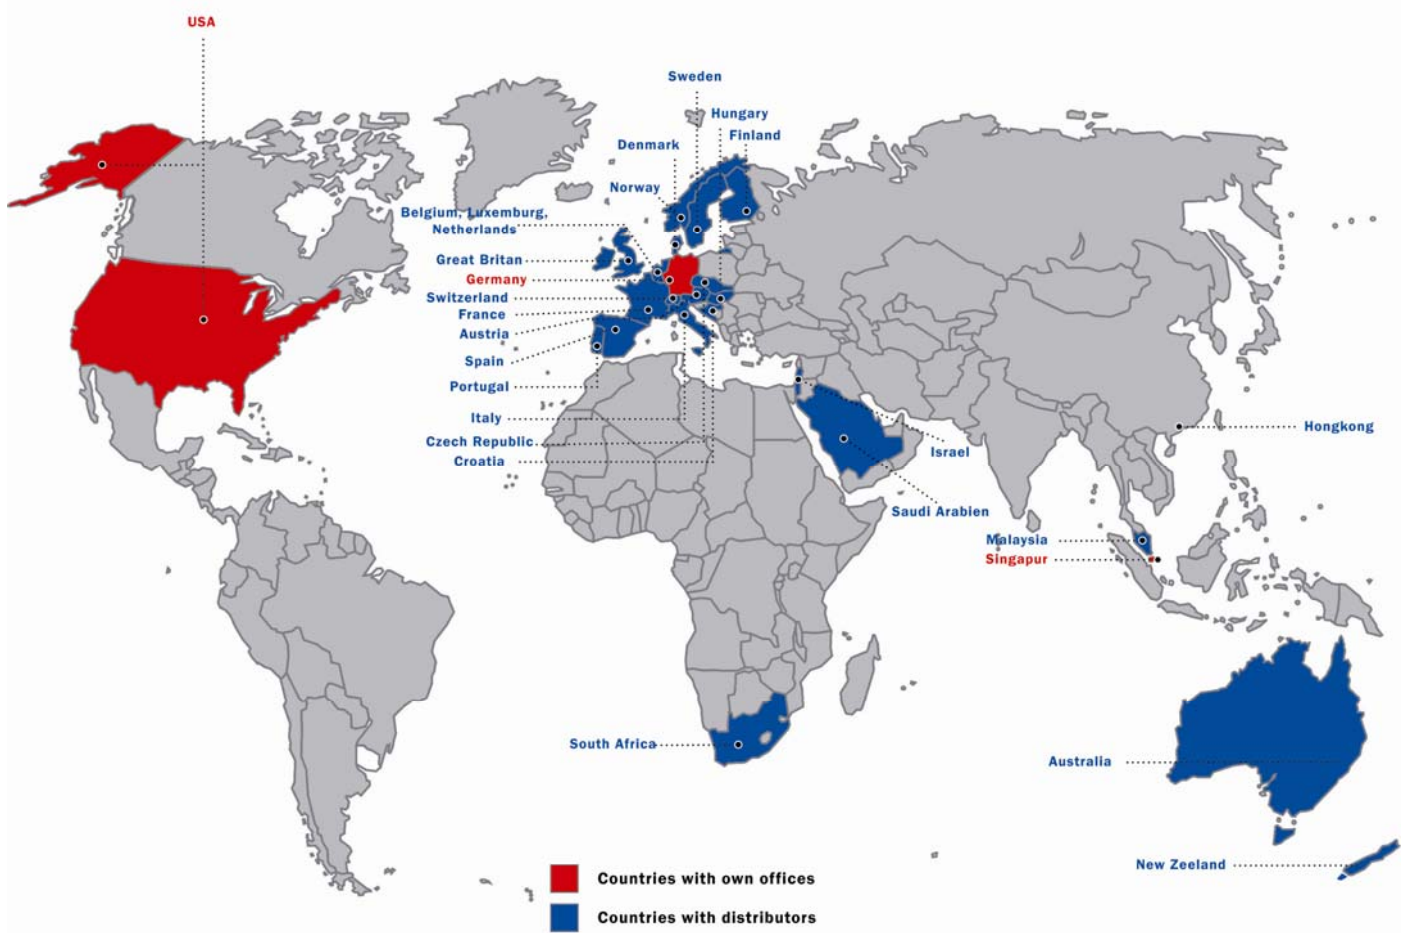 USA
Sweden
Hungary
Finland
Denmark
Norway
Belgium, Luxemburg,
Netherlands
Great Britan
Germany
Switzerland
France
Austria
Spain
Portugal
Italy
Czech Republic
Croatia
Israel
Saudi Arabien
Hongkong
Malaysia
Singapur
South Africa
Australia
New Zeeland
Countries with own offices
Countries with distributors